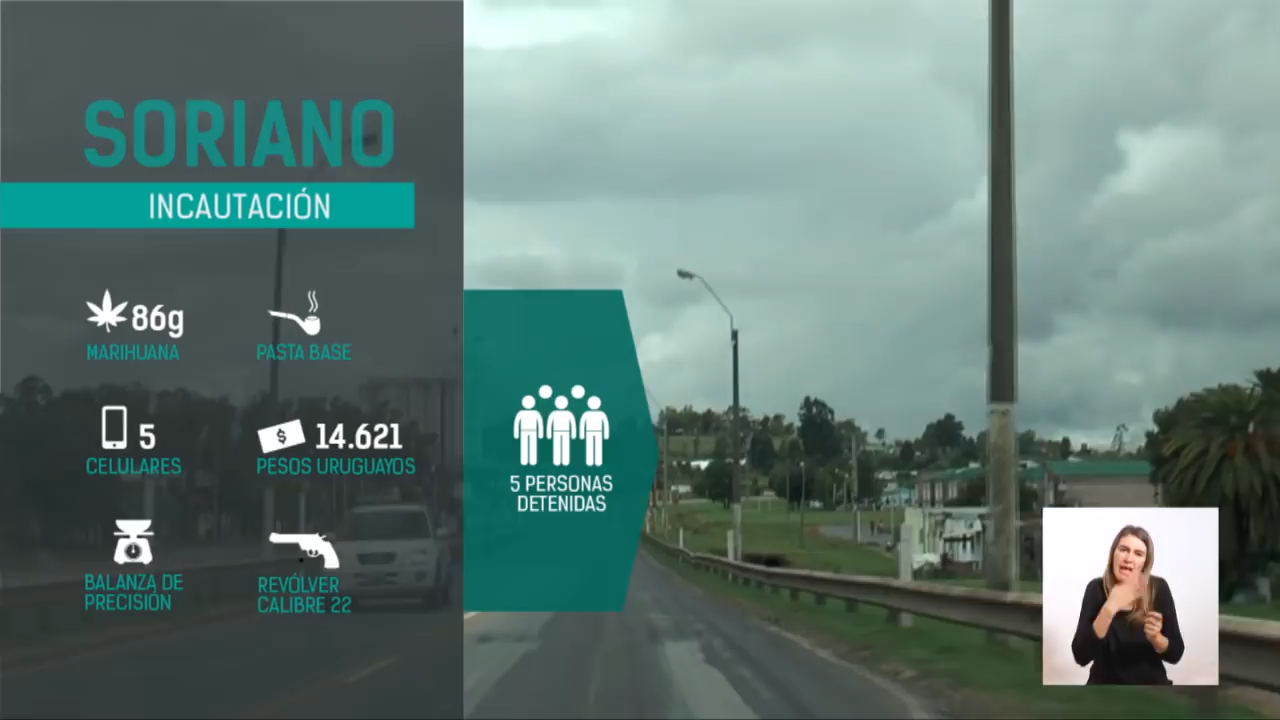 SORIANO
INCAUTACIÓN
86g
MARIHUANA
PASTA BASE
5
CELULARES
14.621
PESOS URUGUAYOS
BALANZA DE
PRECISIÓN
REVÓLVER
CALIBRE 22
5 PERSONAS
DETENIDAS